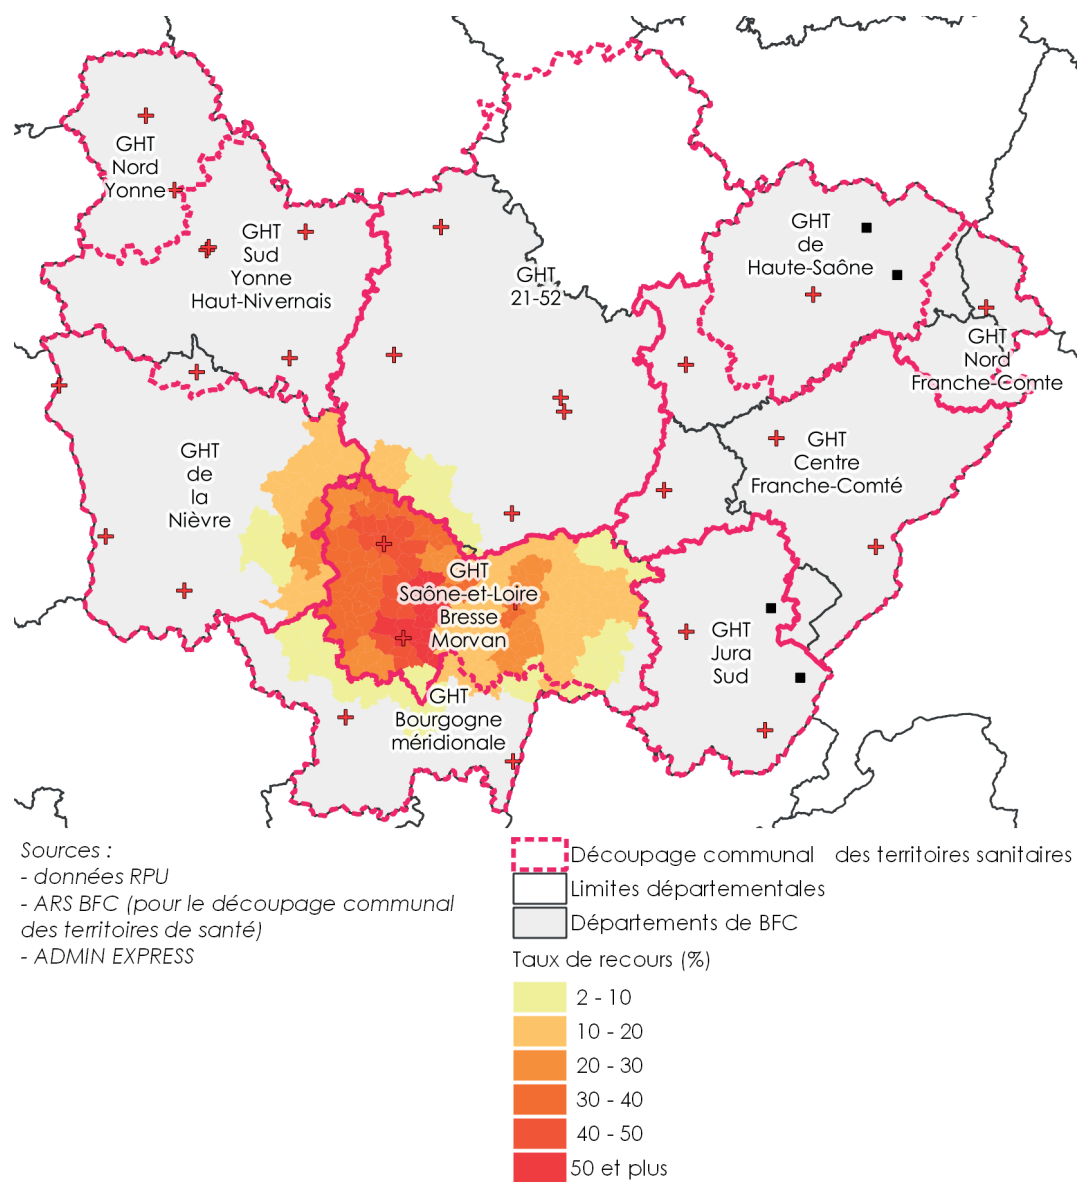 GHT
Nord
Yonne
GHT
Sud
Yonne
Haut-Nivernais
GHT
21-52
GHT
de
Haute-Saône
GHT
Nord
Franche-Comte
GHT
de
la
Nièvre
GHT
Centre
Franche-Comté
GHT
Saône-et-Loire
Bresse
Morvan
GHT
Jura
Sud
GHT
Bourgogne
méridionale
Sources :
- données RPU
- ARS BFC (pour le découpage communal
des territoires de santé)
- ADMIN EXPRESS
Découpage communal des territoires sanitaires
Limites départementales
Départements de BFC
Taux de recours (%)
2 - 10
10 - 20
20 - 30
30 - 40
40 - 50
50 et plus